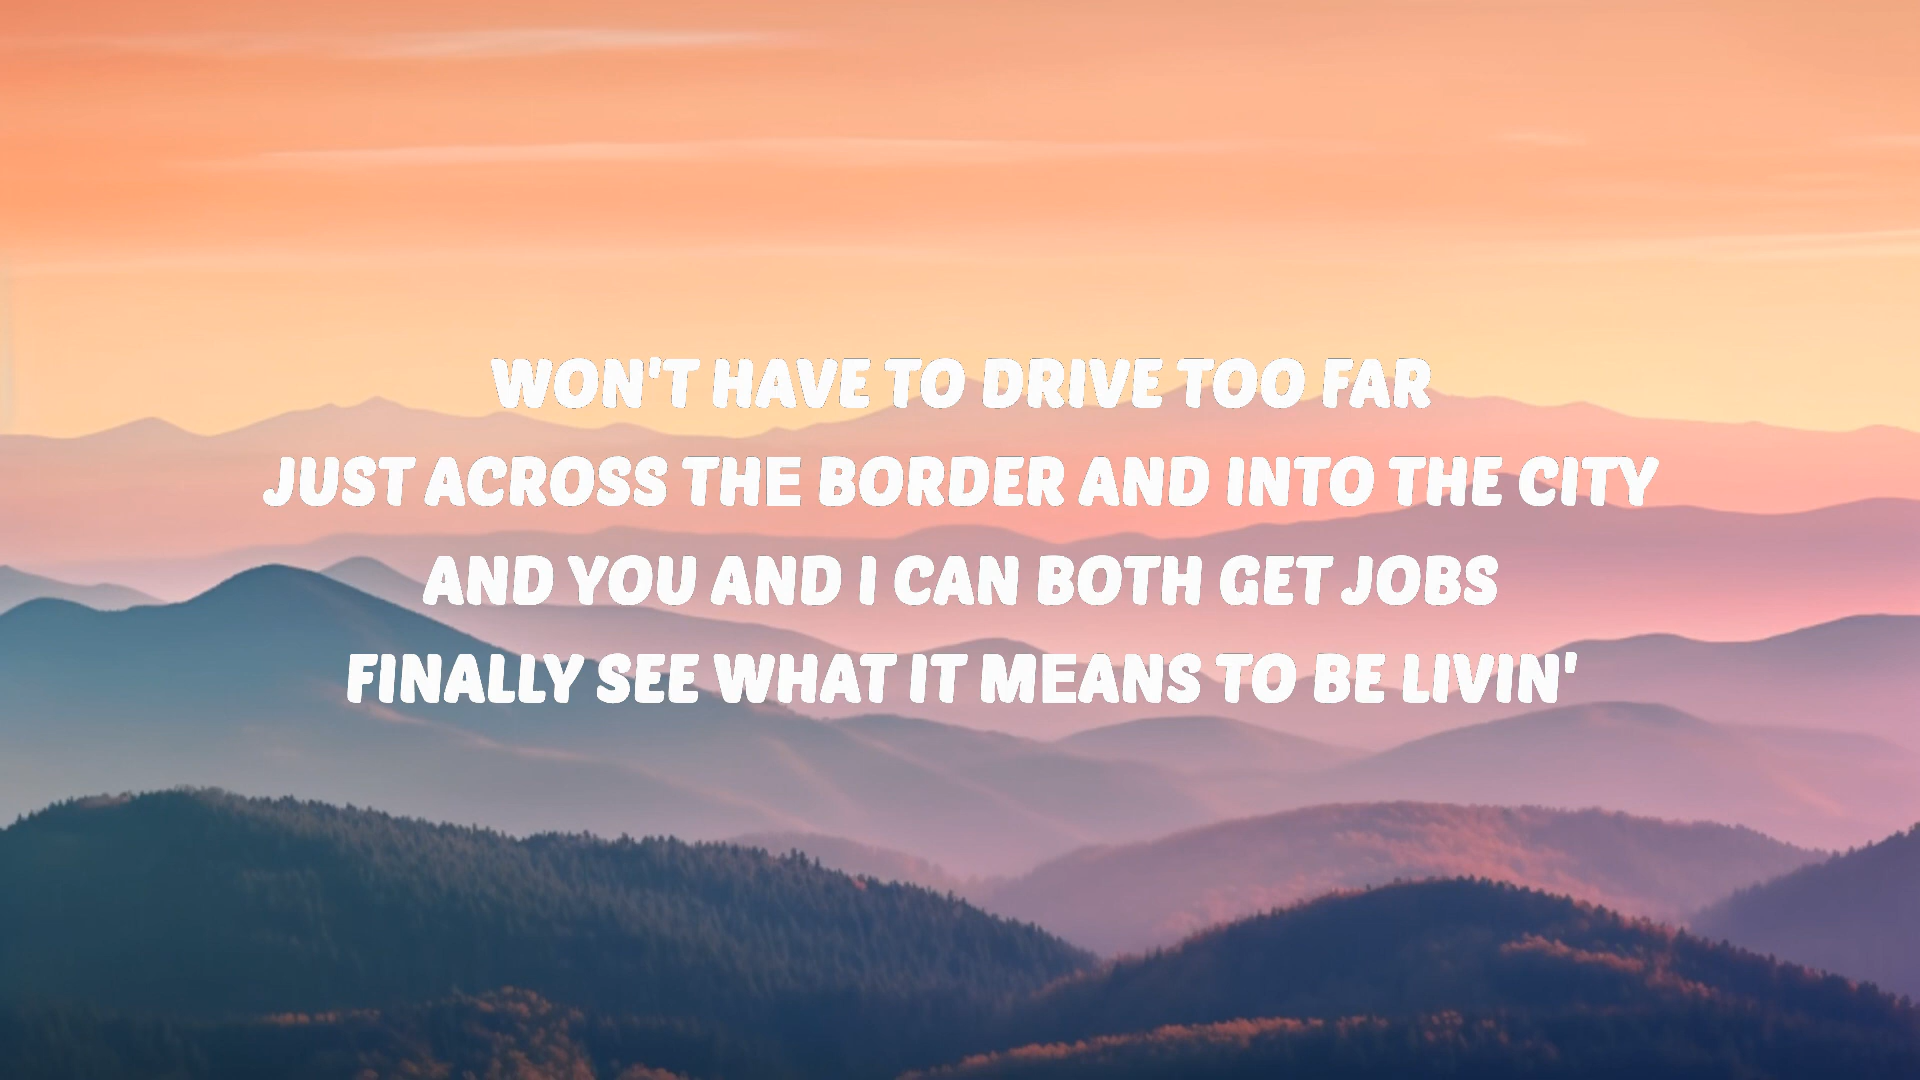 WON'T HAVE TO DRIVE TOO FAR
JUST ACROSS THE BORDER AND INTO THE CITY
AND YOU AND I CAN BOTH GET JOBS
FINALLY SEE WHAT IT MEANS TO BE LIVIN'